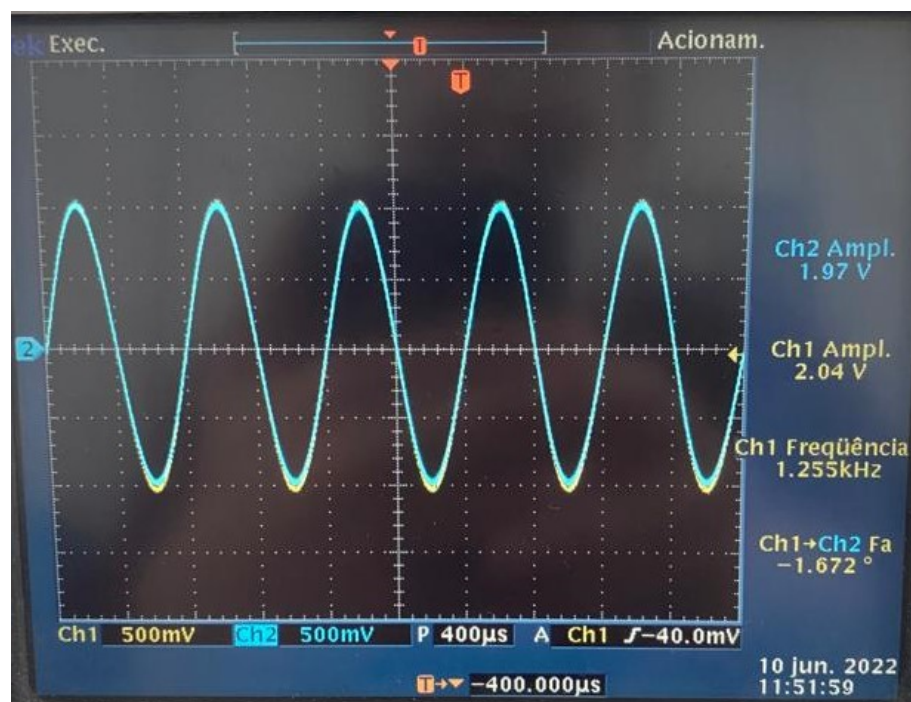 Tek Exec.
Acionam.
T
T
Ch2 Ampl.
1.97 V
2
Ch1 Ampl.
2.04 V
Ch1 Freqüência
1.255kHz
Ch1→Ch2 Fa
−1.672 °
Ch1 500mV Ch2 500mV P 400µs A Ch1 −40.0mV
T→ −400.000µs
10 jun. 2022
11:51:59